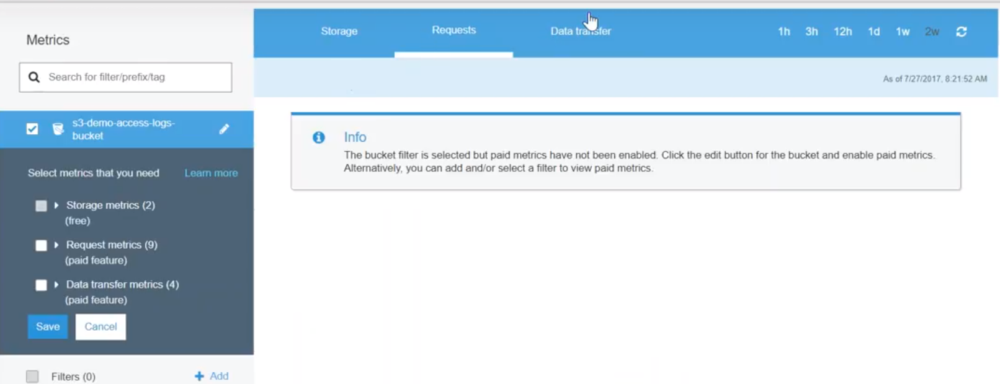 Metrics
Search for filter/prefix/tag
s3-demo-access-logs-
bucket
Select metrics that you need Learn more
Storage metrics (2)
(free)
Request metrics (9)
(paid feature)
Data transfer metrics (4)
(paid feature)
Save Cancel
Filters (0) Add
Storage Requests Data transfer 1h 3h 12h 1d 1w 2w
As of 7/27/2017, 8:21:52 AM
Info
The bucket filter is selected but paid metrics have not been enabled. Click the edit button for the bucket and enable paid metrics.
Alternatively, you can add and/or select a filter to view paid metrics.